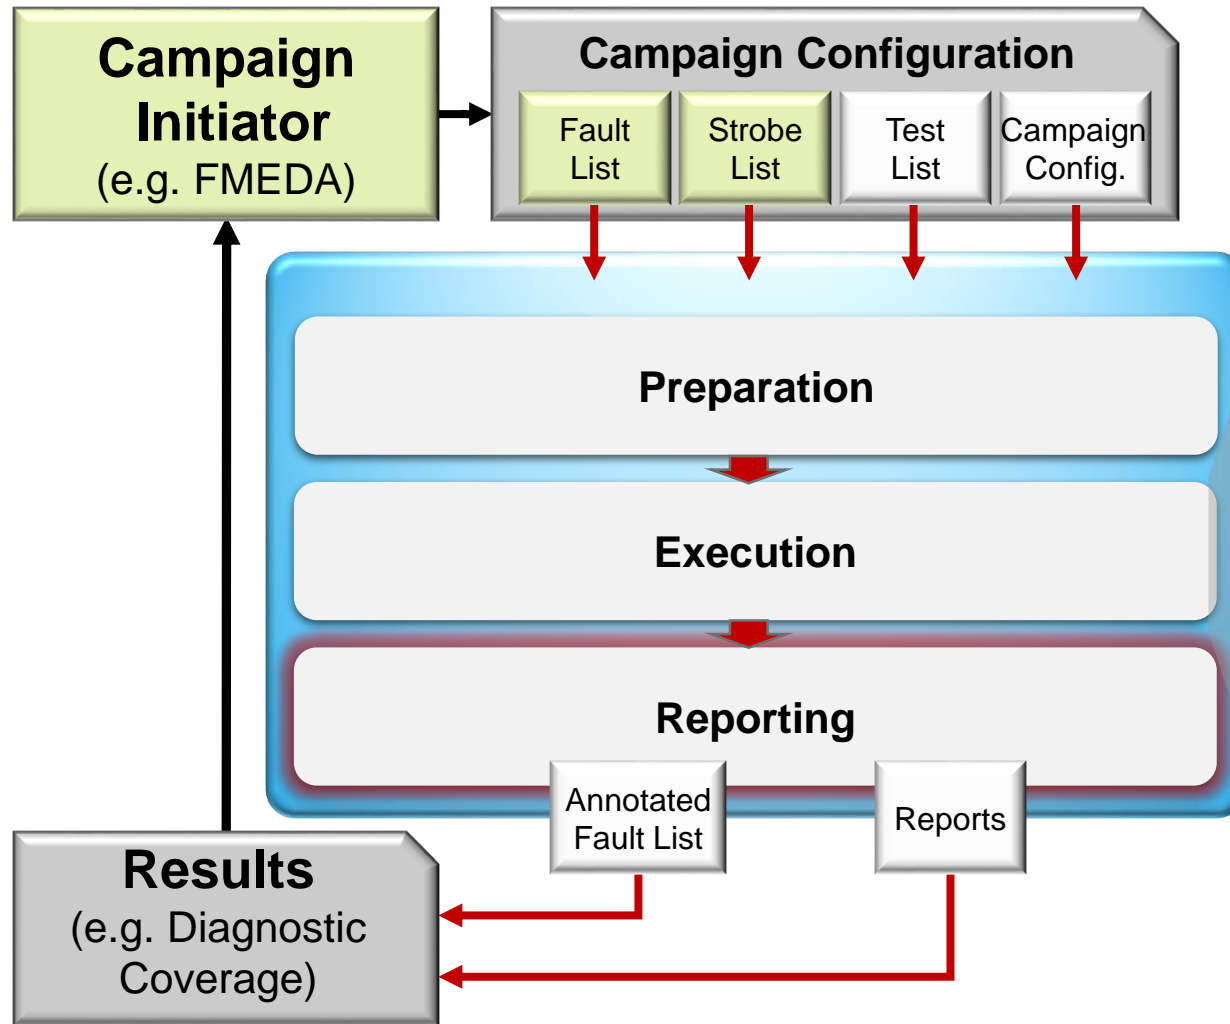 Campaign
Initiator
(e.g. FMEDA)
Campaign Configuration
Fault
List
Strobe
List
Test
List
Campaign
Config.
Preparation
Execution
Reporting
Annotated
Fault List
Reports
Results
(e.g. Diagnostic
Coverage)